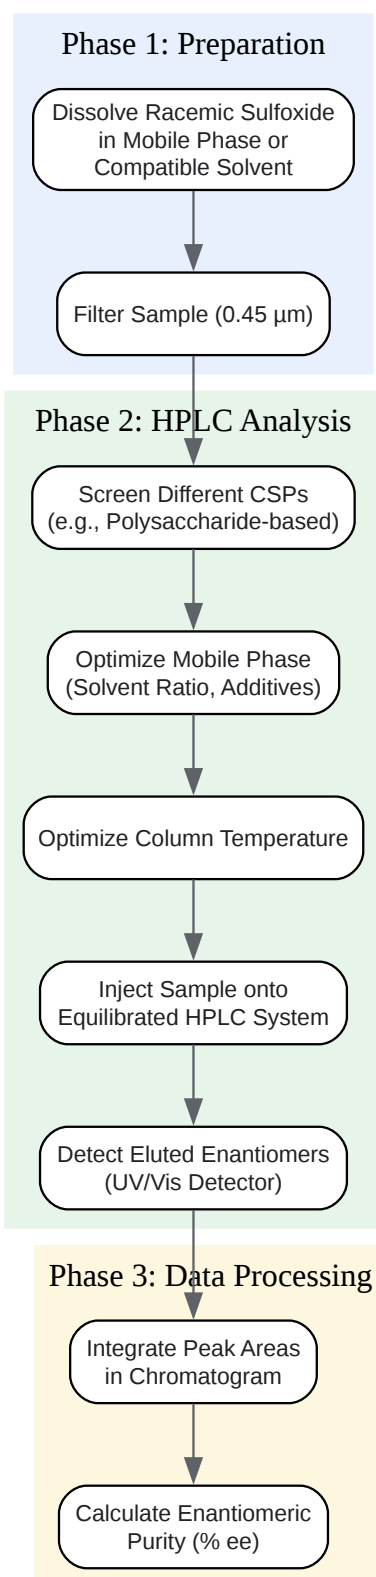 Phase 1: Preparation
Dissolve Racemic Sulfoxide
in Mobile Phase or
Compatible Solvent
Filter Sample (0.45 µm)
Phase 2: HPLC Analysis
Screen Different CSPs
(e.g., Polysaccharide-based)
Optimize Mobile Phase
(Solvent Ratio, Additives)
Optimize Column Temperature
Inject Sample onto
Equilibrated HPLC System
Detect Eluted Enantiomers
(UV/Vis Detector)
Phase 3: Data Processing
Integrate Peak Areas
in Chromatogram
Calculate Enantiomeric
Purity (% ee)